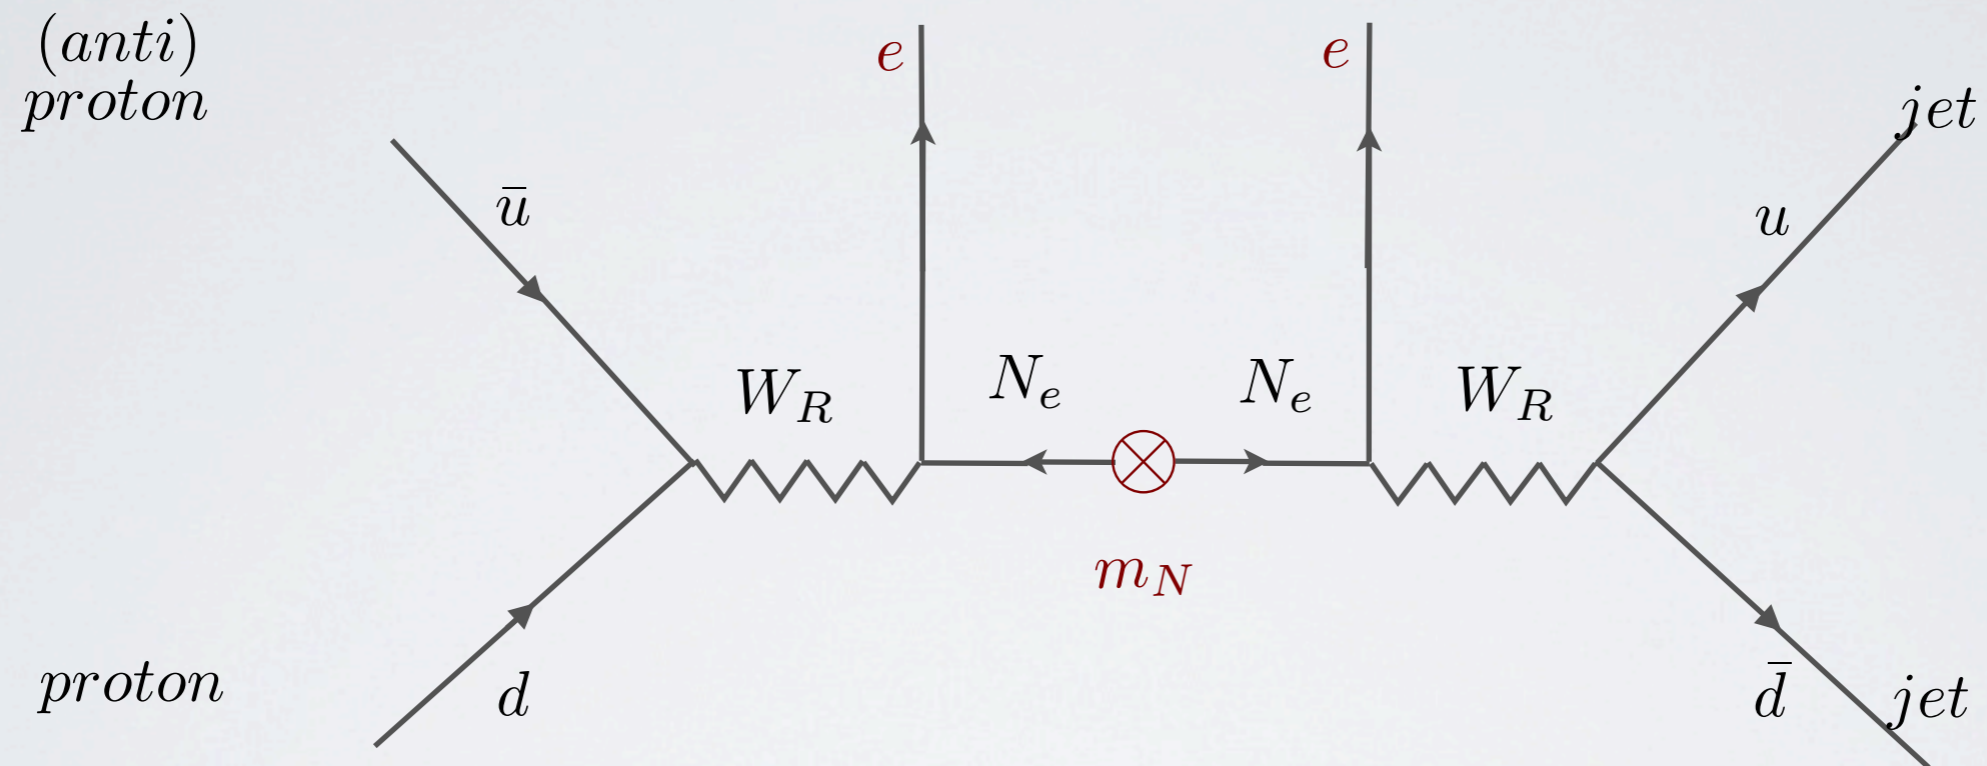 (anti)
proton
e
e
jet
ū
u
W_R
N_e
N_e
W_R
m_N
proton
d
d̄
jet